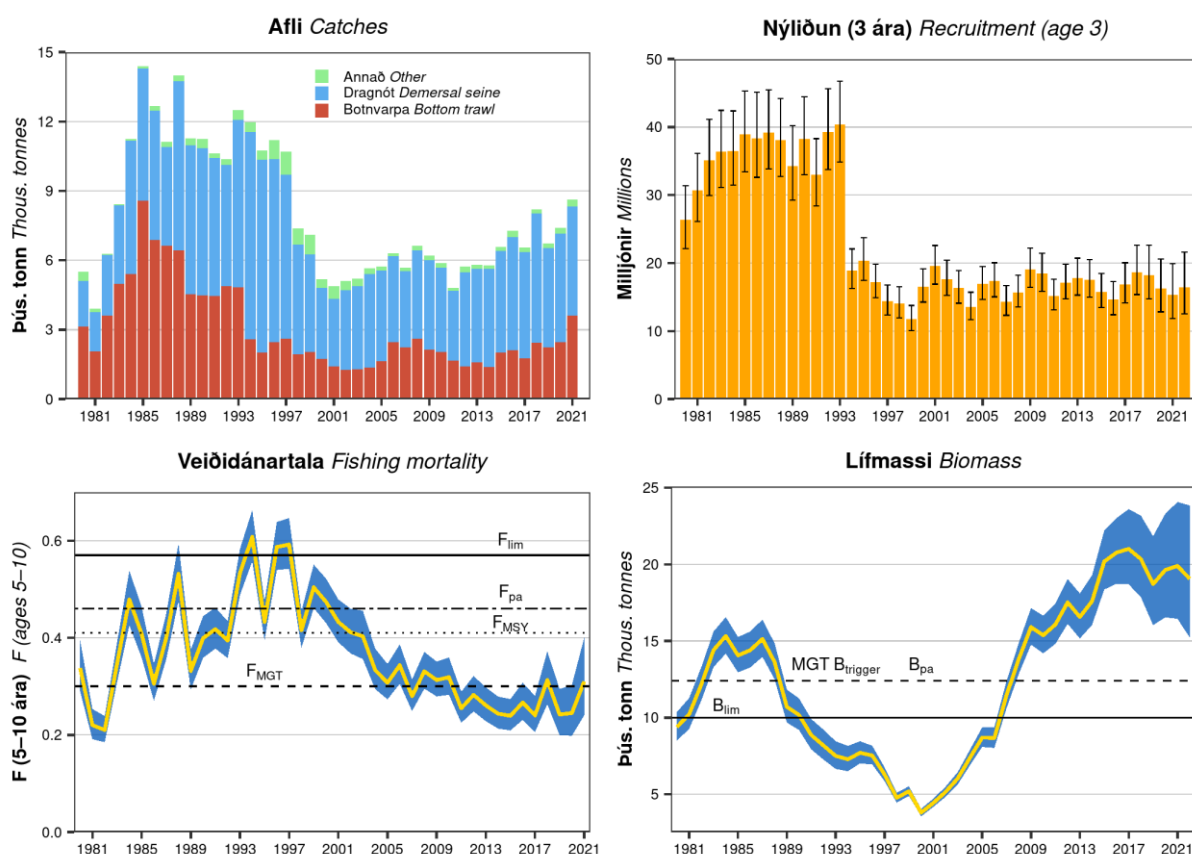 Afli Catches
15
12
9
6
3
0
Þús. tonn Thous. tonnes
Annað Other
Dragnót Demersal seine
Botnvarpa Bottom trawl
1981 1985 1989 1993 1997 2001 2005 2009 2013 2017 2021
Nýliðun (3 ára) Recruitment (age 3)
50
40
30
20
10
0
Milljónir Millions
1981 1985 1989 1993 1997 2001 2005 2009 2013 2017 2021
Veiðidánartala Fishing mortality
0.6
0.4
0.2
0.0
F (5–10 ára) F (ages 5–10)
Flim
Fpa
FMSY
FMGT
1981 1985 1989 1993 1997 2001 2005 2009 2013 2017 2021
Lífmassi Biomass
25
20
15
10
5
Þús. tonn Thous. tonnes
MGT Btrigger Bpa
Blim
1981 1985 1989 1993 1997 2001 2005 2009 2013 2017 2021